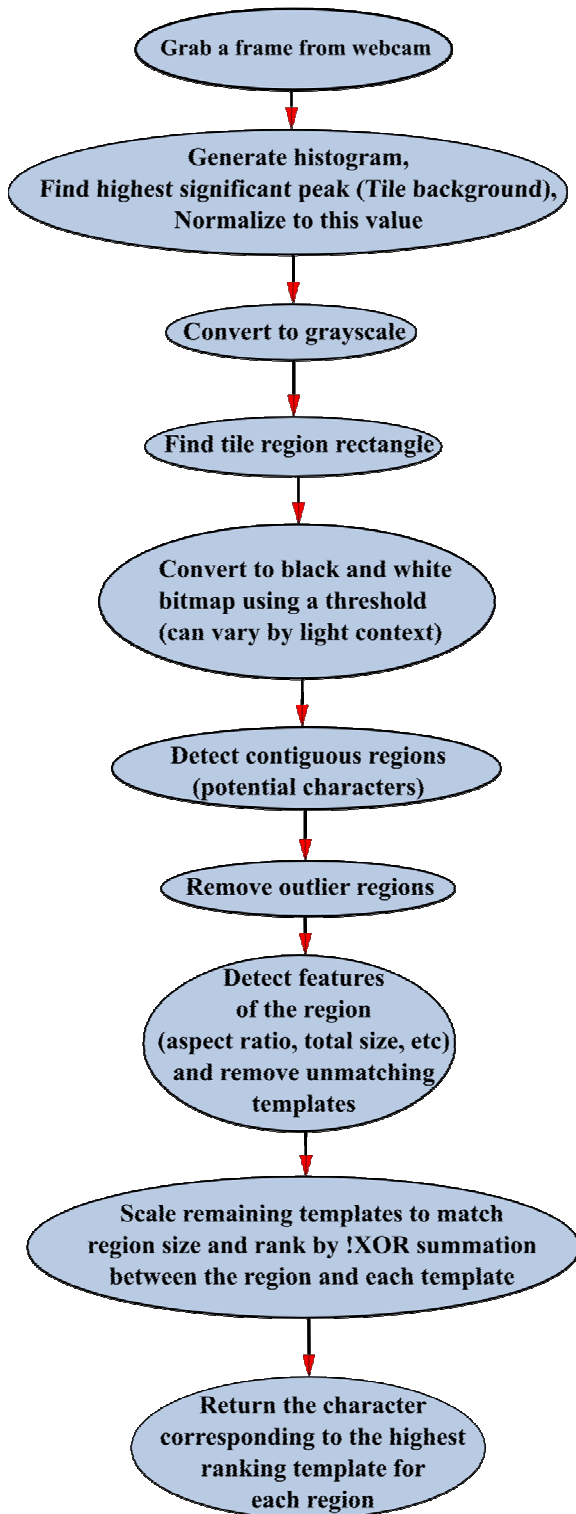 Grab a frame from webcam
Generate histogram,
Find highest significant peak (Tile background),
Normalize to this value
Convert to grayscale
Find tile region rectangle
Convert to black and white
bitmap using a threshold
(can vary by light context)
Detect contiguous regions
(potential characters)
Remove outlier regions
Detect features
of the region
(aspect ratio, total size, etc)
and remove unmatching
templates
Scale remaining templates to match
region size and rank by !XOR summation
between the region and each template
Return the character
corresponding to the highest
ranking template for
each region